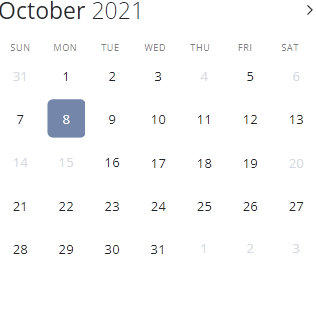 October 2021
SUN MON TUE WED THU FRI SAT
31 1 2 3 4 5 6
7 8 9 10 11 12 13
14 15 16 17 18 19 20
21 22 23 24 25 26 27
28 29 30 31 1 2 3